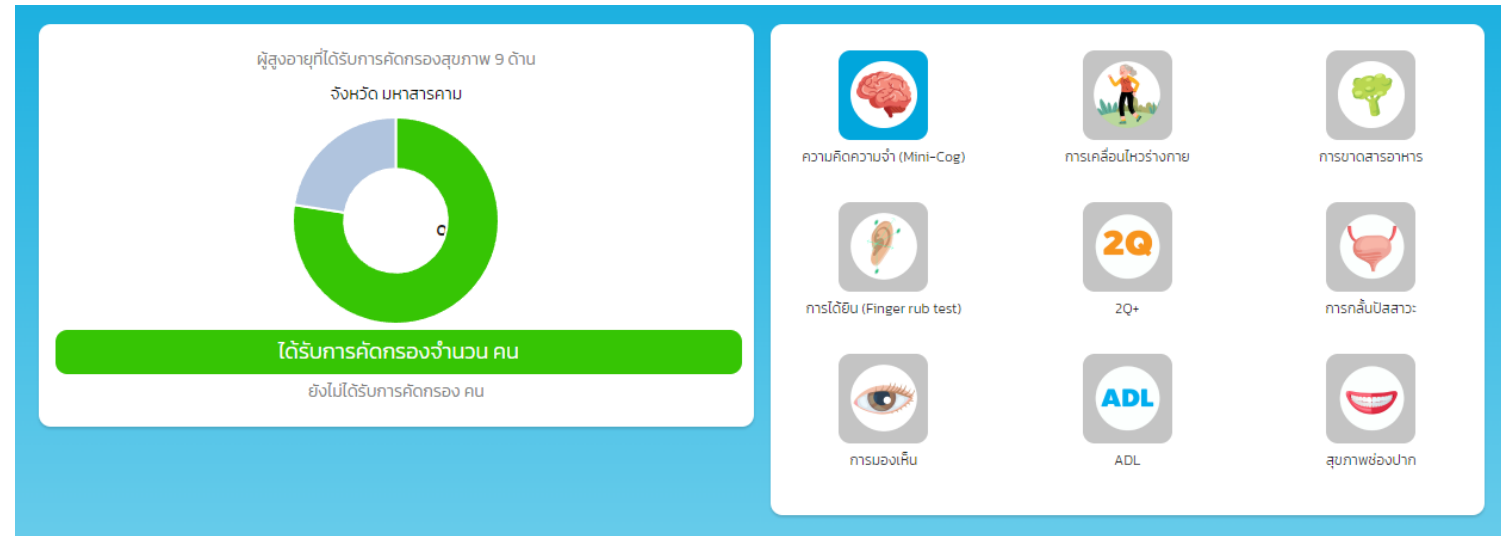 ผู้สูงอายุที่ได้รับการคัดกรองสุขภาพ 9 ด้าน
จังหวัด มหาสารคาม
ได้รับการคัดกรองจำนวน คน
ยังไม่ได้รับการคัดกรอง คน
ความคิดความจำ (Mini-Cog)
การเคลื่อนไหวร่างกาย
การขาดสารอาหาร
การได้ยิน (Finger rub test)
2Q
2Q+
การกลั้นปัสสาวะ
การมองเห็น
ADL
ADL
สุขภาพช่องปาก